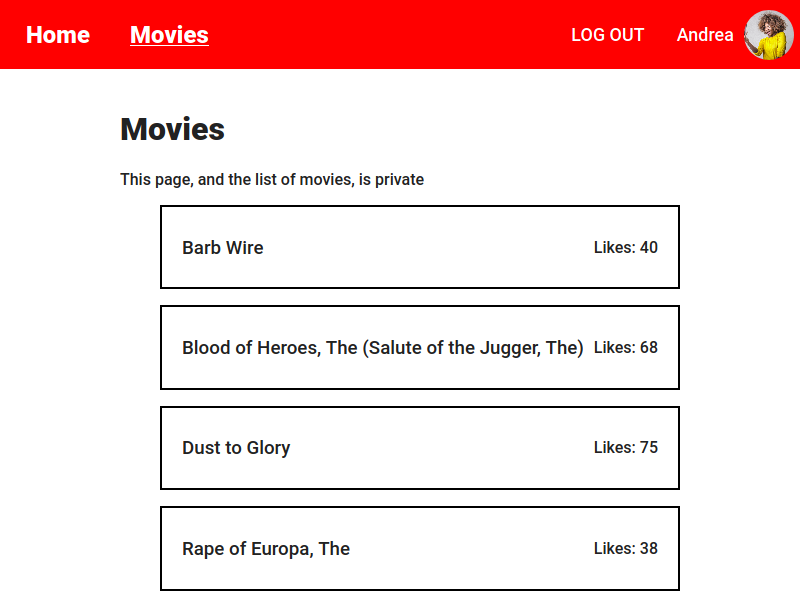 Home Movies LOG OUT Andrea
Movies
This page, and the list of movies, is private
Barb Wire Likes: 40
Blood of Heroes, The (Salute of the Jugger, The) Likes: 68
Dust to Glory Likes: 75
Rape of Europa, The Likes: 38